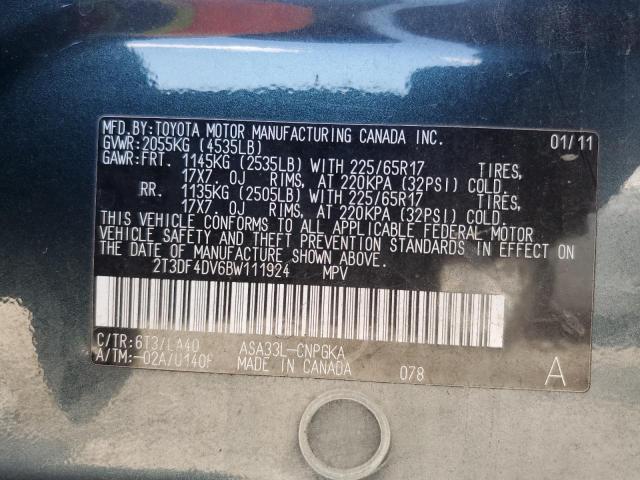 MFD.BY:TOYOTA MOTOR MANUFACTURING CANADA INC. 01/11
GVWR:2055KG (4535LB)
GAWR:FRT. 1145KG (2535LB) WITH 225/65R17 TIRES,
17X7.0J RIMS, AT 220KPA (32PSI) COLD.
RR. 1135KG (2505LB) WITH 225/65R17 TIRES,
17X7.0J RIMS, AT 220KPA (32PSI) COLD.
THIS VEHICLE CONFORMS TO ALL APPLICABLE FEDERAL MOTOR
VEHICLE SAFETY AND THEFT PREVENTION STANDARDS IN EFFECT ON
THE DATE OF MANUFACTURE SHOWN ABOVE.
2T3DF4DV6BW111924 MPV
C/TR:6T3/LA40 ASA33L-CNPGKA
A/TM:-02A/U140F MADE IN CANADA 078 A